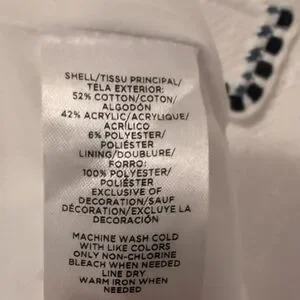 SHELL/TISSU PRINCIPAL/
TELA EXTERIOR:
52% COTTON/COTON/
ALGODÓN
42% ACRYLIC/ACRYLIQUE/
ACRÍLICO
6% POLYESTER/
POLIÉSTER
LINING/DOUBLURE/
FORRO:
100% POLYESTER/
POLIÉSTER
EXCLUSIVE OF
DECORATION/SAUF
DÉCORATION/EXCLUYE LA
DECORACIÓN
MACHINE WASH COLD
WITH LIKE COLORS
ONLY NON-CHLORINE
BLEACH WHEN NEEDED
LINE DRY
WARM IRON WHEN
NEEDED